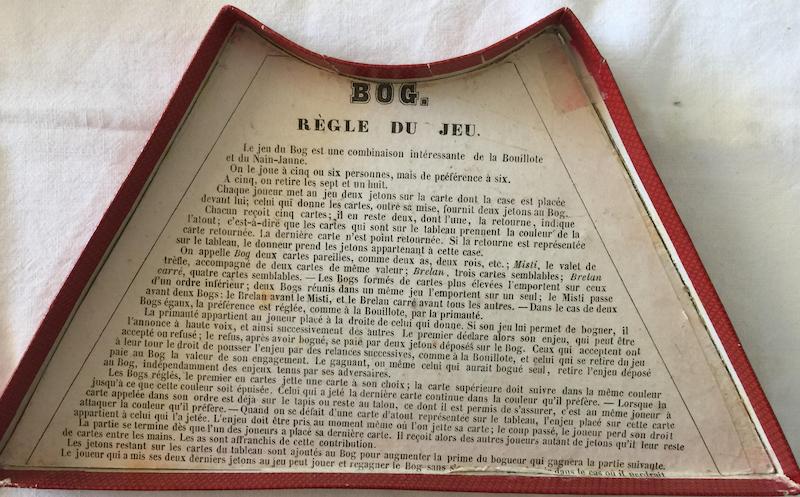 BOG.
RÈGLE DU JEU.
Le jeu du Bog est une combinaison intéressante de la Bouillote
et du Nain-Jaune.
On le joue à cinq ou six personnes, mais de préférence à six.
A cinq, on retire les sept et un huit.
Chaque joueur met au jeu deux jetons sur la carte dont la case est placée
devant lui; celui qui donne les cartes, outre sa mise, fournit deux jetons au Bog.
Chacun reçoit cinq cartes; il en reste deux, dont l'une, la retourne, indique
l'atout; c'est-à-dire que les cartes qui sont sur le tableau prennent la couleur de la
carte retournée. La dernière carte n'est point retournée. Si la retourne est représentée
sur le tableau, le donneur prend les jetons appartenant à cette case.
On appelle Bog deux cartes pareilles, comme deux as, deux rois, etc.; Misti, le valet de
trèfle, accompagné de deux cartes de même valeur; Brelan, trois cartes semblables; Brelan
carré, quatre cartes semblables. — Les Bogs formés de cartes plus élevées l'emportent sur ceux
d'un ordre inférieur; deux Bogs réunis dans un même jeu l'emportent sur un seul; le Misti passe
avant deux Bogs: le Brelan avant le Misti, et le Brelan carré avant tous les autres. — Dans le cas de deux
Bogs égaux, la préférence est réglée, comme à la Bouillote, par la primauté.
La primauté appartient au joueur placé à la droite de celui qui donne. Si son jeu lui permet de bogner, il
l'annonce à haute voix, et ainsi successivement des autres Le premier déclare alors son enjeu, qui peut être
accepté ou refusé; le refus, après avoir bogué, se paie par deux jetons déposés sur le Bog. Ceux qui acceptent ont
à leur tour le droit de pousser l'enjeu par des relances successives, comme à la Bouillote, et celui qui se retire du jeu
paie au Bog la valeur de son engagement. Le gagnant, ou même celui qui aurait bogué seul, retire l'enjeu déposé
au Bog, indépendamment des enjeux tenus par ses adversaires.
Les Bogs réglés, le premier en cartes jette une carte à son choix; la carte supérieure doit suivre dans la même couleur
jusqu'à ce que cette couleur soit épuisée. Celui qui a jeté la dernière carte continue dans la couleur qu'il préfère. — Lorsque la
carte appelée dans son ordre est déjà sur le tapis ou reste au talon, ce dont il est permis de s'assurer, c'est au même joueur à
attaquer la couleur qu'il préfère. — Quand on se défait d'une carte d'atout représentée sur le tableau, l'enjeu placé sur cette carte
appartient à celui qui l'a jetée. L'enjeu doit être pris au moment même où l'on jette sa carte; le coup passé, le joueur perd son droit
La partie se termine dès que l'un des joueurs a placé sa dernière carte. Il reçoit alors des autres joueurs autant de jetons qu'il leur reste
de cartes entre les mains. Les as sont affranchis de cette contribution.
Les jetons restant sur les cartes du tableau sont ajoutés au Bog pour augmenter la prime du bogueur qui gagnera la partie suivante.
Le joueur qui a mis ses deux derniers jetons au jeu peut jouer et regagner le Bog sans dans le cas où il perdrait